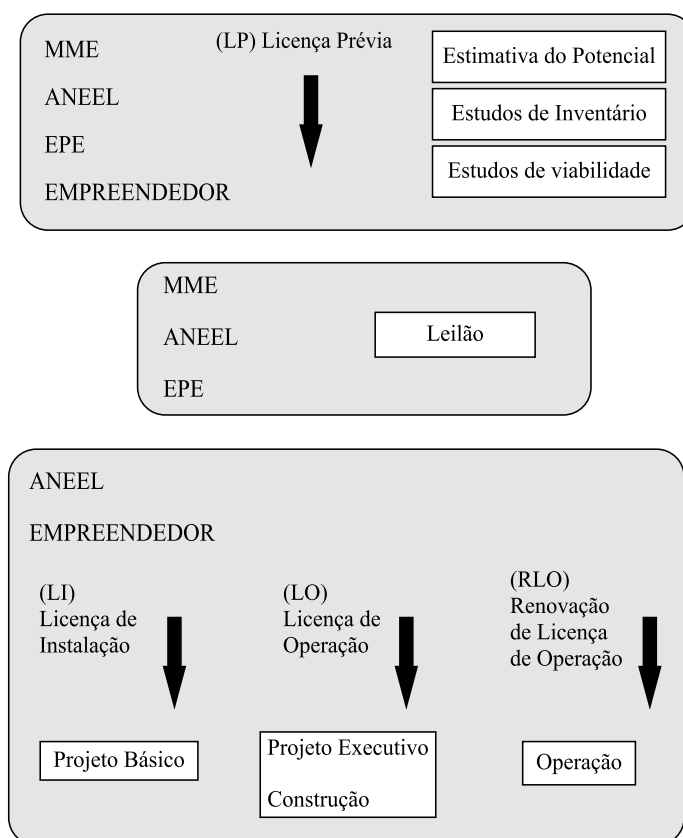 MME
ANEEL
EPE
EMPREENDEDOR
(LP) Licença Prévia
Estimativa do Potencial
Estudos de Inventário
Estudos de viabilidade
MME
ANEEL
EPE
Leilão
ANEEL
EMPREENDEDOR
(LI)
Licença de
Instalação
Projeto Básico
(LO)
Licença de
Operação
Projeto Executivo
Construção
(RLO)
Renovação
de Licença
de Operação
Operação